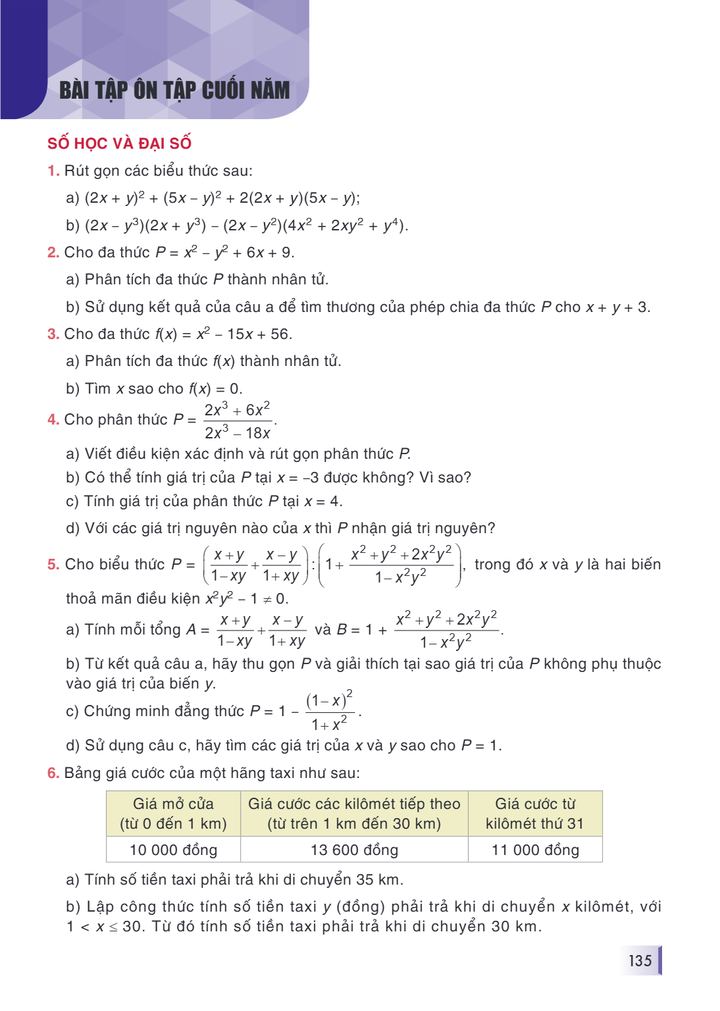 BÀI TẬP ÔN TẬP CUỐI NĂM
SỐ HỌC VÀ ĐẠI SỐ
1. Rút gọn các biểu thức sau:
a) (2x + y)² + (5x – y)² + 2(2x + y)(5x – y);
b) (2x – y³)(2x + y³) – (2x – y²)(4x² + 2xy² + y⁴).
2. Cho đa thức P = x² – y² + 6x + 9.
a) Phân tích đa thức P thành nhân tử.
b) Sử dụng kết quả của câu a để tìm thương của phép chia đa thức P cho x + y + 3.
3. Cho đa thức f(x) = x² – 15x + 56.
a) Phân tích đa thức f(x) thành nhân tử.
b) Tìm x sao cho f(x) = 0.
4. Cho phân thức P = (2x³ + 6x²)/(2x³ – 18x).
a) Viết điều kiện xác định và rút gọn phân thức P.
b) Có thể tính giá trị của P tại x = –3 được không? Vì sao?
c) Tính giá trị của phân thức P tại x = 4.
d) Với các giá trị nguyên nào của x thì P nhận giá trị nguyên?
5. Cho biểu thức P = ((x + y)/(1 – xy) + (x – y)/(1 + xy)) : (1 + (x² + y² + 2x²y²)/(1 – x²y²)), trong đó x và y là hai biến
thoả mãn điều kiện x²y² – 1 ≠ 0.
a) Tính mỗi tổng A = (x + y)/(1 – xy) + (x – y)/(1 + xy) và B = 1 + (x² + y² + 2x²y²)/(1 – x²y²).
b) Từ kết quả câu a, hãy thu gọn P và giải thích tại sao giá trị của P không phụ thuộc
vào giá trị của biến y.
c) Chứng minh đẳng thức P = 1 – (1 – x)²/(1 + x²).
d) Sử dụng câu c, hãy tìm các giá trị của x và y sao cho P = 1.
6. Bảng giá cước của một hãng taxi như sau:
Giá mở cửa
(từ 0 đến 1 km)
Giá cước các kilômét tiếp theo
(từ trên 1 km đến 30 km)
Giá cước từ
kilômét thứ 31
10 000 đồng
13 600 đồng
11 000 đồng
a) Tính số tiền taxi phải trả khi di chuyển 35 km.
b) Lập công thức tính số tiền taxi y (đồng) phải trả khi di chuyển x kilômét, với
1 < x ≤ 30. Từ đó tính số tiền taxi phải trả khi di chuyển 30 km.
135